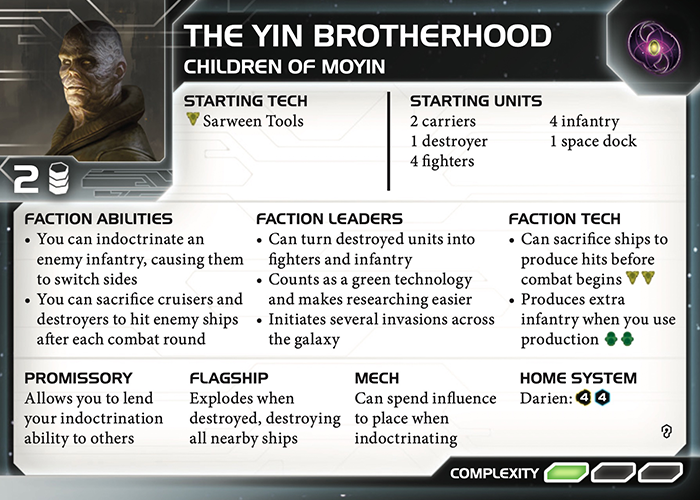 THE YIN BROTHERHOOD
CHILDREN OF MOYIN
2
STARTING TECH
Sarween Tools
STARTING UNITS
2 carriers
1 destroyer
4 fighters
4 infantry
1 space dock
FACTION ABILITIES
• You can indoctrinate an
enemy infantry, causing them
to switch sides
• You can sacrifice cruisers and
destroyers to hit enemy ships
after each combat round
FACTION LEADERS
• Can turn destroyed units into
fighters and infantry
• Counts as a green technology
and makes researching easier
• Initiates several invasions across
the galaxy
FACTION TECH
• Can sacrifice ships to
produce hits before
combat begins
• Produces extra
infantry when you use
production
PROMISSORY
Allows you to lend
your indoctrination
ability to others
FLAGSHIP
Explodes when
destroyed, destroying
all nearby ships
MECH
Can spend influence
to place when
indoctrinating
HOME SYSTEM
Darien: 4 4
COMPLEXITY